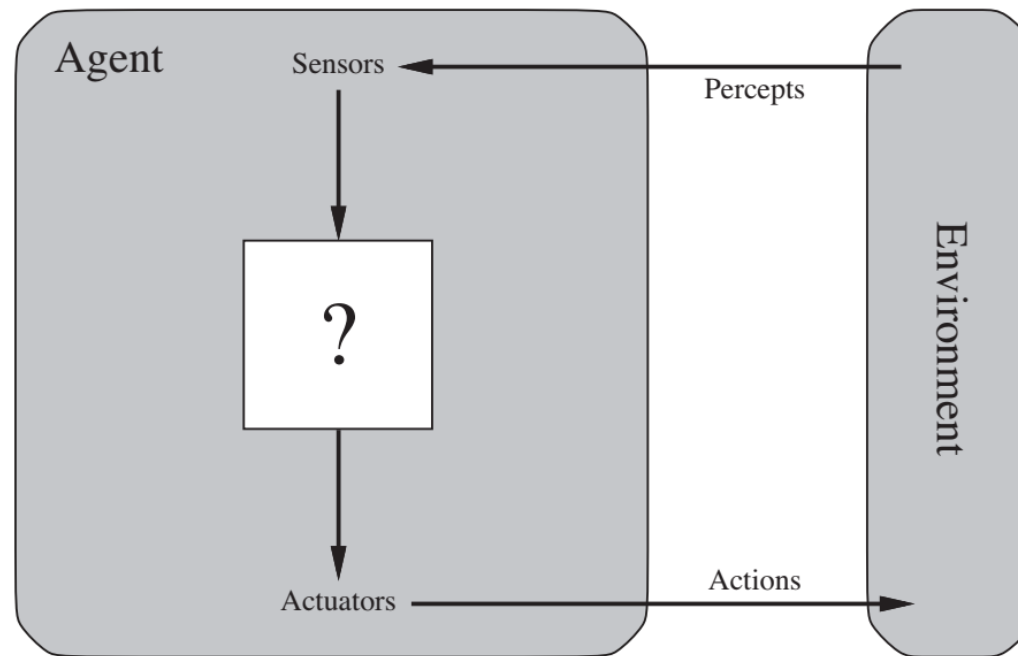 Agent
Sensors
Percepts
?
Environment
Actuators
Actions